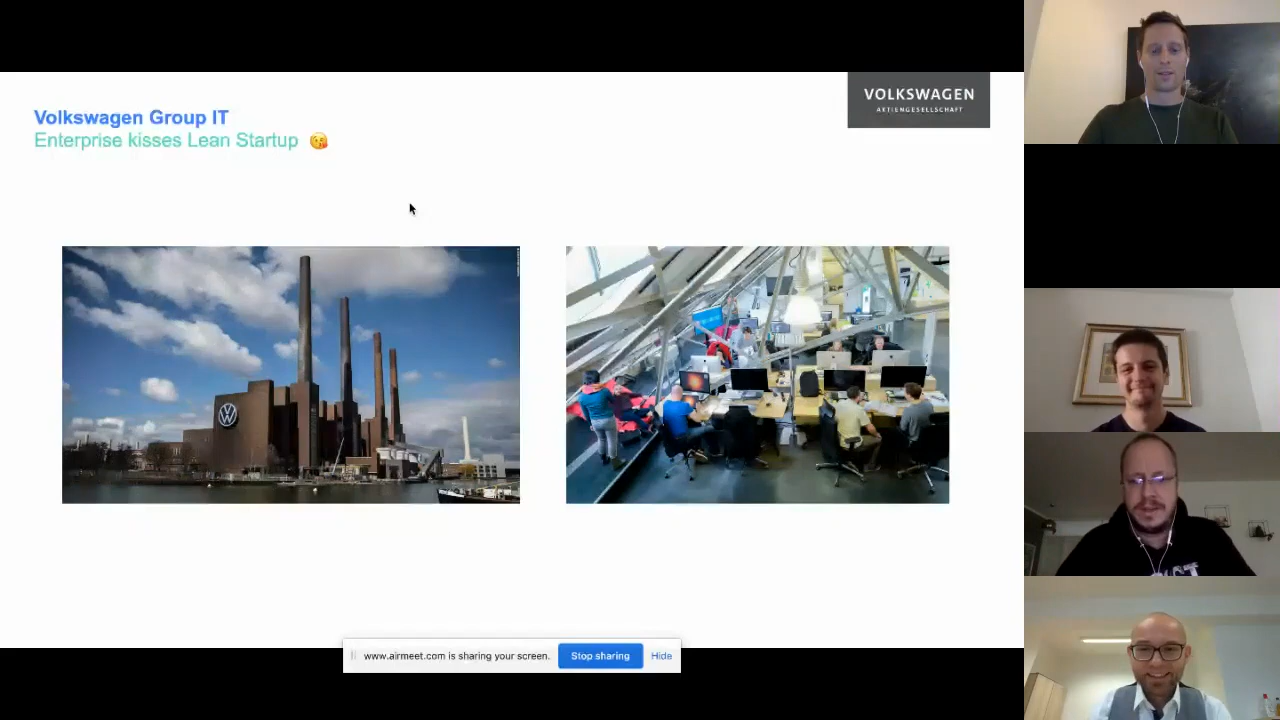 Volkswagen Group IT
Enterprise kisses Lean Startup 😘
VOLKSWAGEN
AKTIENGESELLSCHAFT
www.airmeet.com is sharing your screen.
Stop sharing
Hide